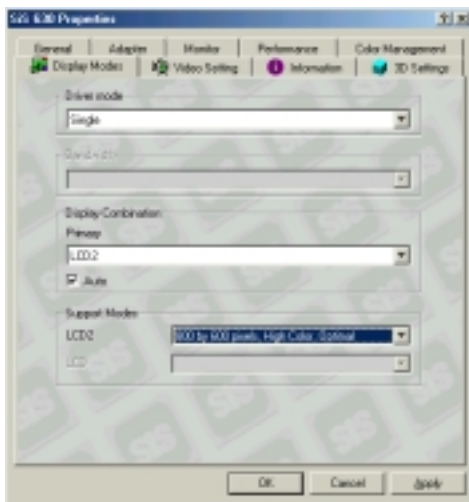 SiS 630 Properties
General Adapter Monitor Performance Color Management
Display Modes Video Setting Information 3D Settings
Driver mode
Single
Display Combination
Primary
LCD2
Auto
Support Modes
LCD2 800 by 600 pixels, High Color, Optimal
LCD
OK Cancel Apply